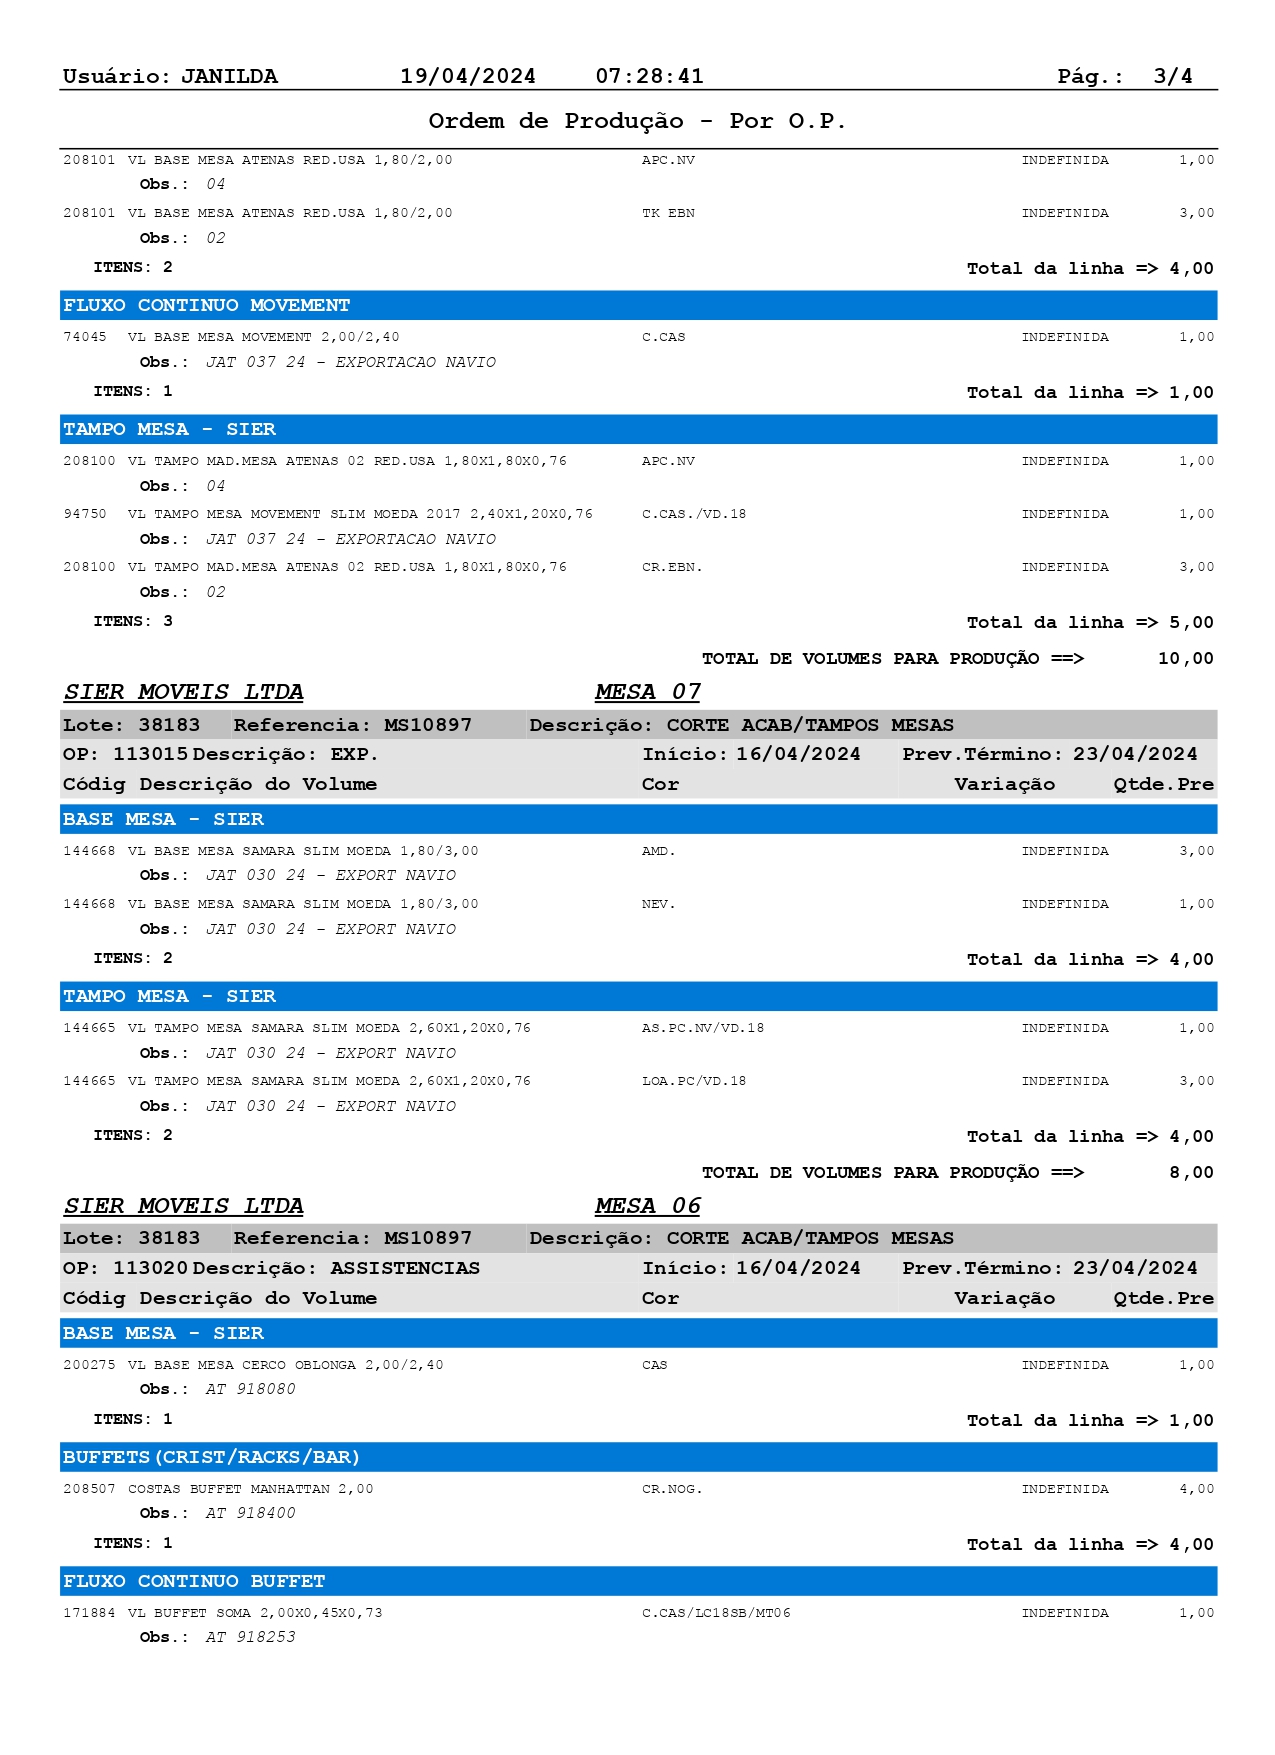 Usuário: JANILDA 19/04/2024 07:28:41 Pág.: 3/4
Ordem de Produção - Por O.P.
208101 VL BASE MESA ATENAS RED.USA 1,80/2,00 APC.NV INDEFINIDA 1,00
Obs.: 04
208101 VL BASE MESA ATENAS RED.USA 1,80/2,00 TK EBN INDEFINIDA 3,00
Obs.: 02
ITENS: 2 Total da linha => 4,00
FLUXO CONTINUO MOVEMENT
74045 VL BASE MESA MOVEMENT 2,00/2,40 C.CAS INDEFINIDA 1,00
Obs.: JAT 037 24 - EXPORTACAO NAVIO
ITENS: 1 Total da linha => 1,00
TAMPO MESA - SIER
208100 VL TAMPO MAD.MESA ATENAS 02 RED.USA 1,80X1,80X0,76 APC.NV INDEFINIDA 1,00
Obs.: 04
94750 VL TAMPO MESA MOVEMENT SLIM MOEDA 2017 2,40X1,20X0,76 C.CAS./VD.18 INDEFINIDA 1,00
Obs.: JAT 037 24 - EXPORTACAO NAVIO
208100 VL TAMPO MAD.MESA ATENAS 02 RED.USA 1,80X1,80X0,76 CR.EBN. INDEFINIDA 3,00
Obs.: 02
ITENS: 3 Total da linha => 5,00
TOTAL DE VOLUMES PARA PRODUÇÃO ==> 10,00
SIER MOVEIS LTDA MESA 07
Lote: 38183 Referencia: MS10897 Descrição: CORTE ACAB/TAMPOS MESAS
OP: 113015 Descrição: EXP. Início: 16/04/2024 Prev.Término: 23/04/2024
Códig Descrição do Volume Cor Variação Qtde.Pre
BASE MESA - SIER
144668 VL BASE MESA SAMARA SLIM MOEDA 1,80/3,00 AMD. INDEFINIDA 3,00
Obs.: JAT 030 24 - EXPORT NAVIO
144668 VL BASE MESA SAMARA SLIM MOEDA 1,80/3,00 NEV. INDEFINIDA 1,00
Obs.: JAT 030 24 - EXPORT NAVIO
ITENS: 2 Total da linha => 4,00
TAMPO MESA - SIER
144665 VL TAMPO MESA SAMARA SLIM MOEDA 2,60X1,20X0,76 AS.PC.NV/VD.18 INDEFINIDA 1,00
Obs.: JAT 030 24 - EXPORT NAVIO
144665 VL TAMPO MESA SAMARA SLIM MOEDA 2,60X1,20X0,76 LOA.PC/VD.18 INDEFINIDA 3,00
Obs.: JAT 030 24 - EXPORT NAVIO
ITENS: 2 Total da linha => 4,00
TOTAL DE VOLUMES PARA PRODUÇÃO ==> 8,00
SIER MOVEIS LTDA MESA 06
Lote: 38183 Referencia: MS10897 Descrição: CORTE ACAB/TAMPOS MESAS
OP: 113020 Descrição: ASSISTENCIAS Início: 16/04/2024 Prev.Término: 23/04/2024
Códig Descrição do Volume Cor Variação Qtde.Pre
BASE MESA - SIER
200275 VL BASE MESA CERCO OBLONGA 2,00/2,40 CAS INDEFINIDA 1,00
Obs.: AT 918080
ITENS: 1 Total da linha => 1,00
BUFFETS(CRIST/RACKS/BAR)
208507 COSTAS BUFFET MANHATTAN 2,00 CR.NOG. INDEFINIDA 4,00
Obs.: AT 918400
ITENS: 1 Total da linha => 4,00
FLUXO CONTINUO BUFFET
171884 VL BUFFET SOMA 2,00X0,45X0,73 C.CAS/LC18SB/MT06 INDEFINIDA 1,00
Obs.: AT 918253